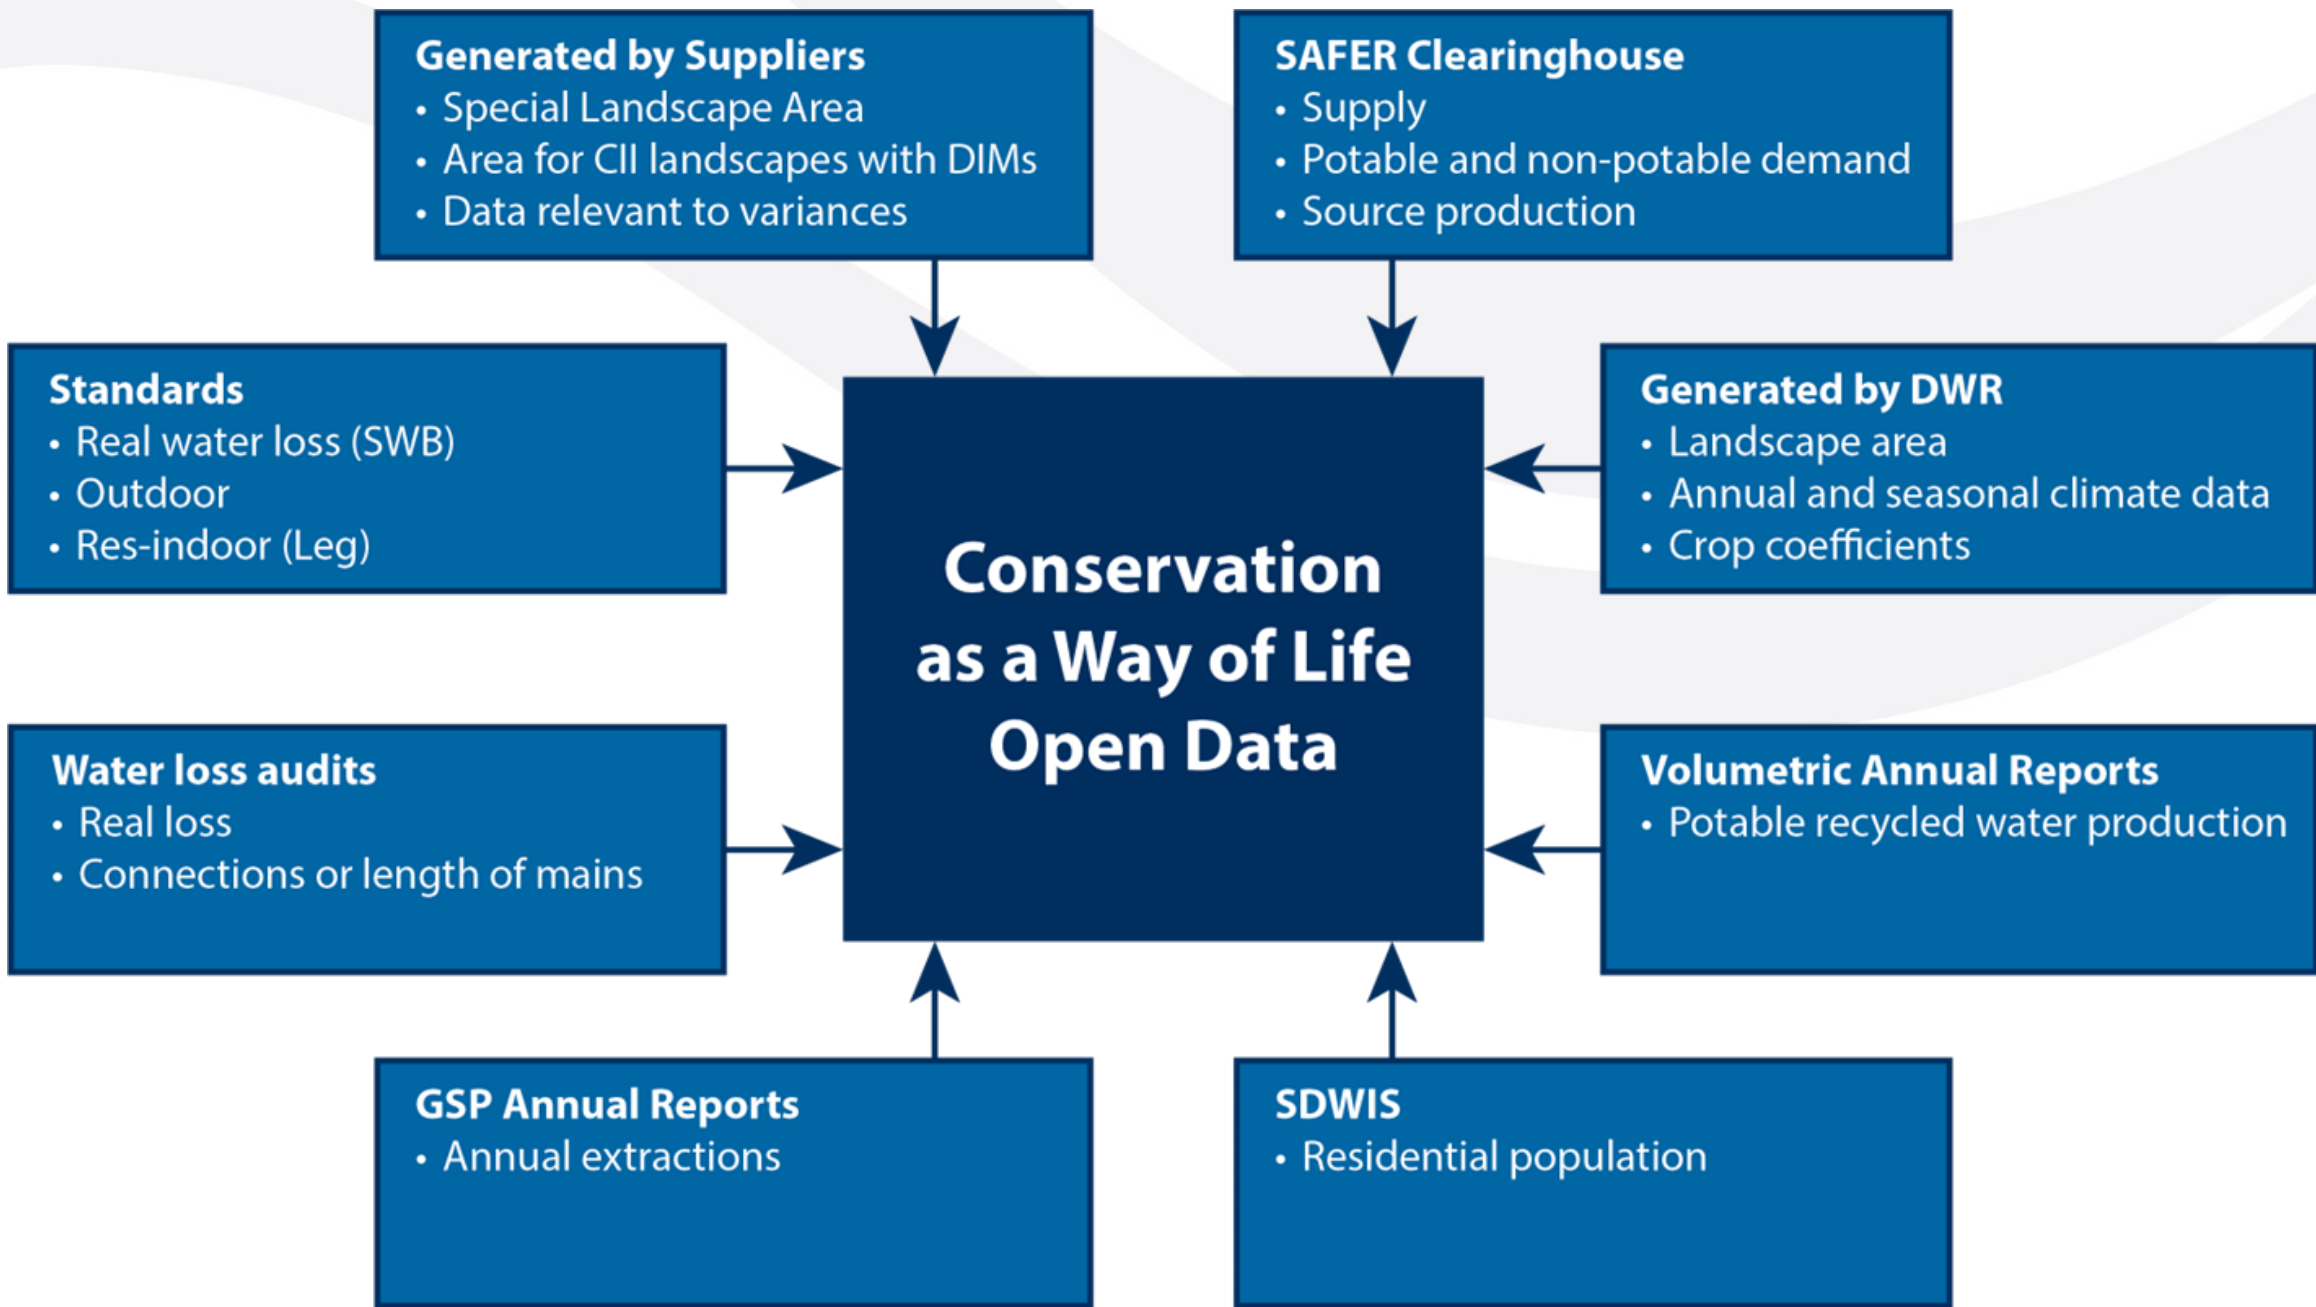 Generated by Suppliers
• Special Landscape Area
• Area for CII landscapes with DIMs
• Data relevant to variances
SAFER Clearinghouse
• Supply
• Potable and non-potable demand
• Source production
Standards
• Real water loss (SWB)
• Outdoor
• Res-indoor (Leg)
Generated by DWR
• Landscape area
• Annual and seasonal climate data
• Crop coefficients
Conservation
as a Way of Life
Open Data
Water loss audits
• Real loss
• Connections or length of mains
Volumetric Annual Reports
• Potable recycled water production
GSP Annual Reports
• Annual extractions
SDWIS
• Residential population